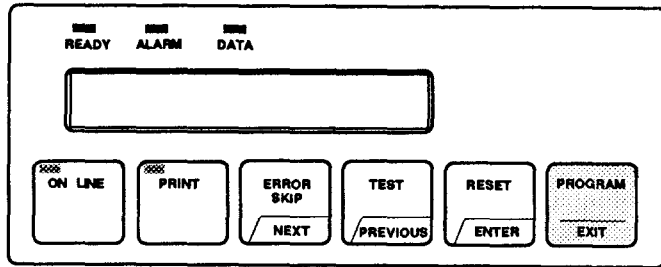 READY ALARM DATA
ON LINE PRINT ERROR SKIP TEST RESET PROGRAM
NEXT PREVIOUS ENTER EXIT